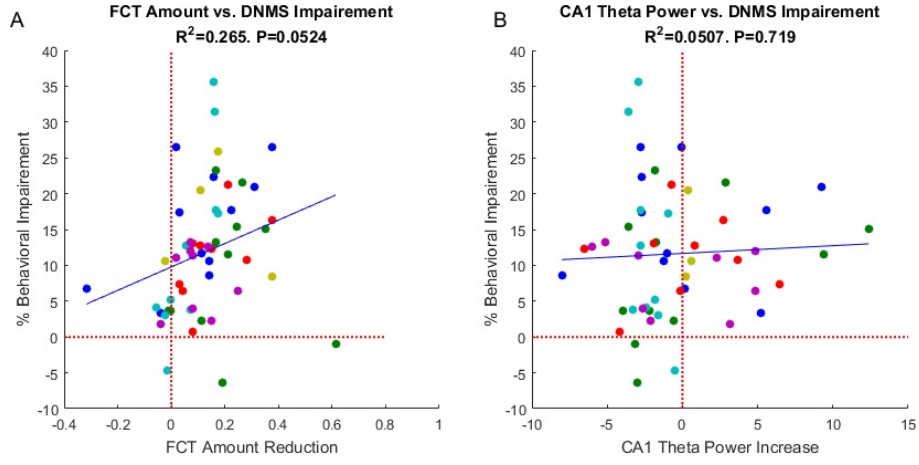 A
FCT Amount vs. DNMS Impairement
R²=0.265. P=0.0524
40
35
30
25
20
15
10
5
0
-5
-10
% Behavioral Impairement
-0.4 -0.2 0 0.2 0.4 0.6 0.8 1
FCT Amount Reduction
B
CA1 Theta Power vs. DNMS Impairement
R²=0.0507. P=0.719
40
35
30
25
20
15
10
5
0
-5
-10
% Behavioral Impairement
-10 -5 0 5 10 15
CA1 Theta Power Increase